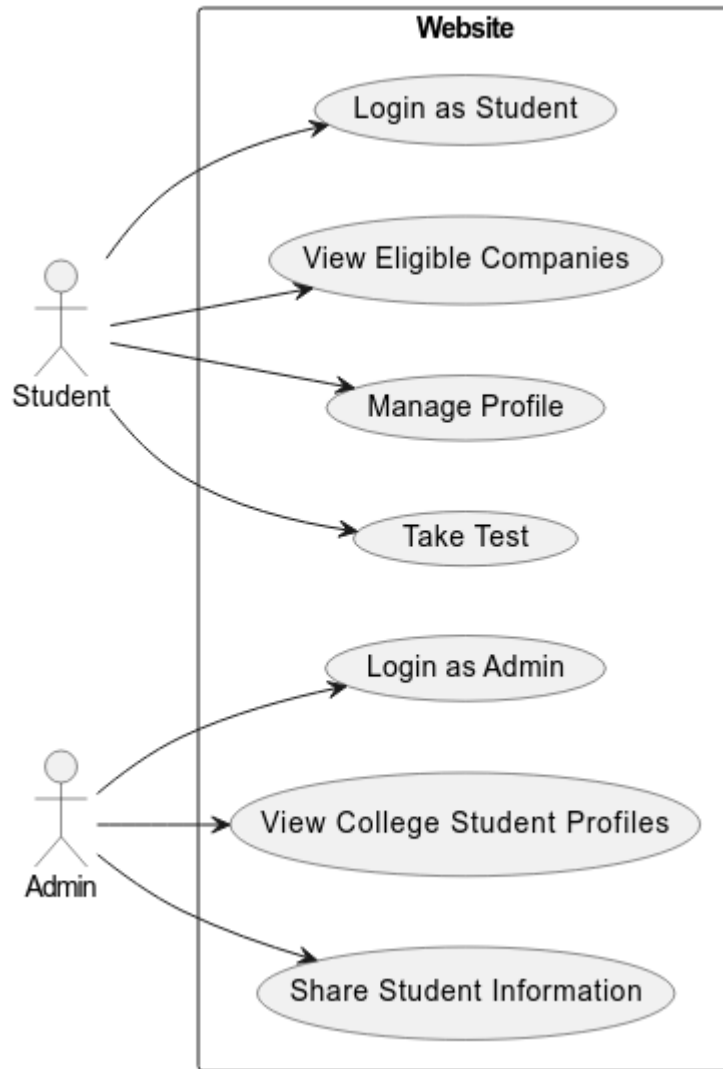 Website
Login as Student
View Eligible Companies
Manage Profile
Student
Take Test
Login as Admin
View College Student Profiles
Admin
Share Student Information